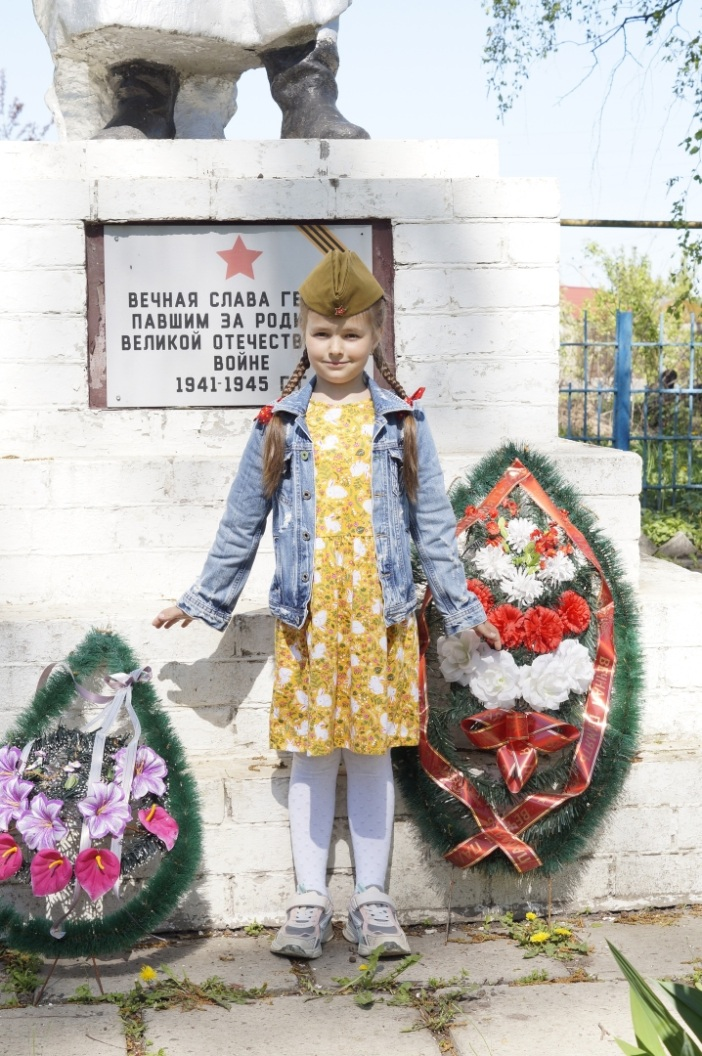 ВЕЧНАЯ СЛАВА ГЕ
ПАВШИМ ЗА РОДИ
ВЕЛИКОЙ ОТЕЧЕСТВ
ВОЙНЕ
1941-1945 Г